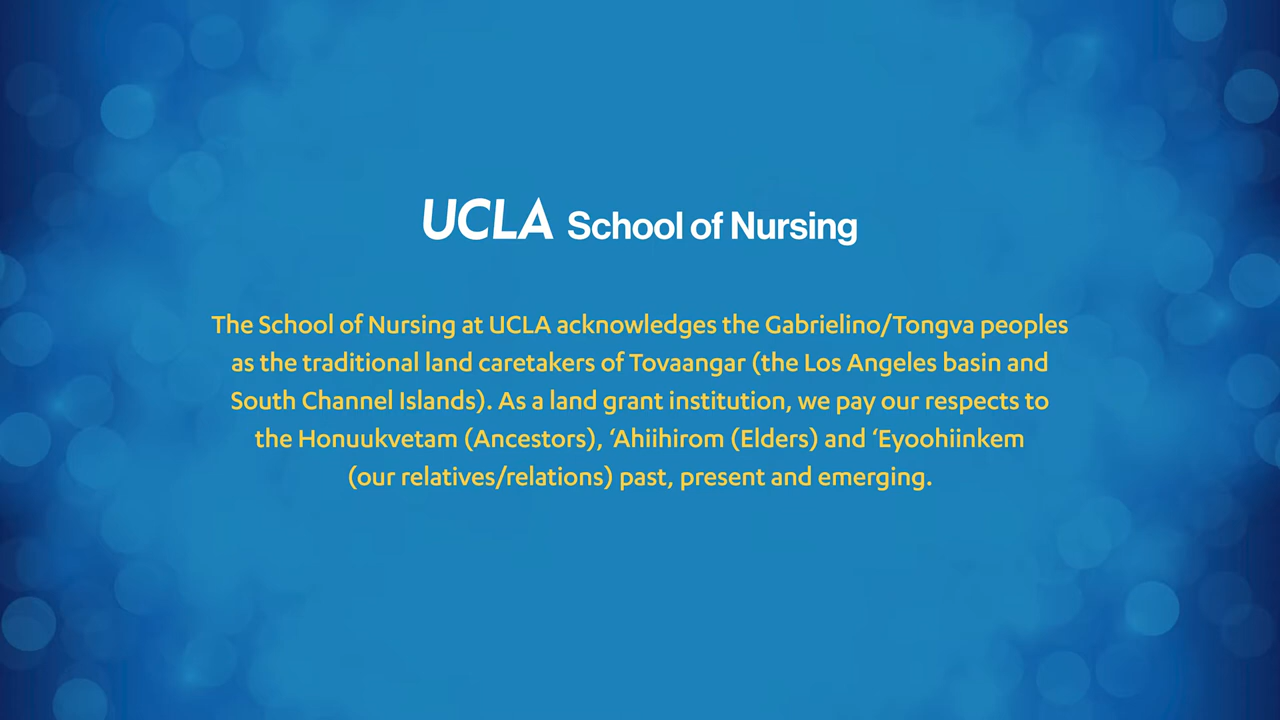 UCLA School of Nursing
The School of Nursing at UCLA acknowledges the Gabrielino/Tongva peoples
as the traditional land caretakers of Tovaangar (the Los Angeles basin and
South Channel Islands). As a land grant institution, we pay our respects to
the Honuukvetam (Ancestors), ‘Ahiihirom (Elders) and ‘Eyoohiinkem
(our relatives/relations) past, present and emerging.